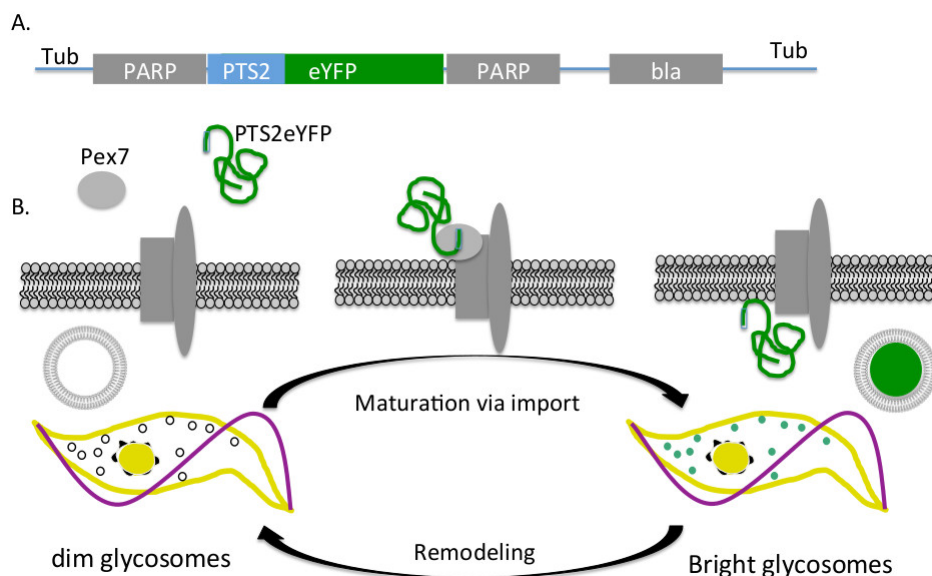 A.
Tub PARP PTS2 eYFP PARP bla Tub
Pex7 PTS2eYFP
B.
Maturation via import
dim glycosomes Remodeling Bright glycosomes